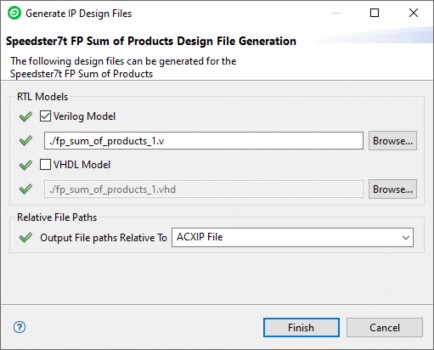 Generate IP Design Files
Speedster7t FP Sum of Products Design File Generation
The following design files can be generated for the
Speedster7t FP Sum of Products
RTL Models
Verilog Model
./fp_sum_of_products_1.v
Browse...
VHDL Model
./fp_sum_of_products_1.vhd
Browse...
Relative File Paths
Output File paths Relative To ACXIP File
Finish
Cancel